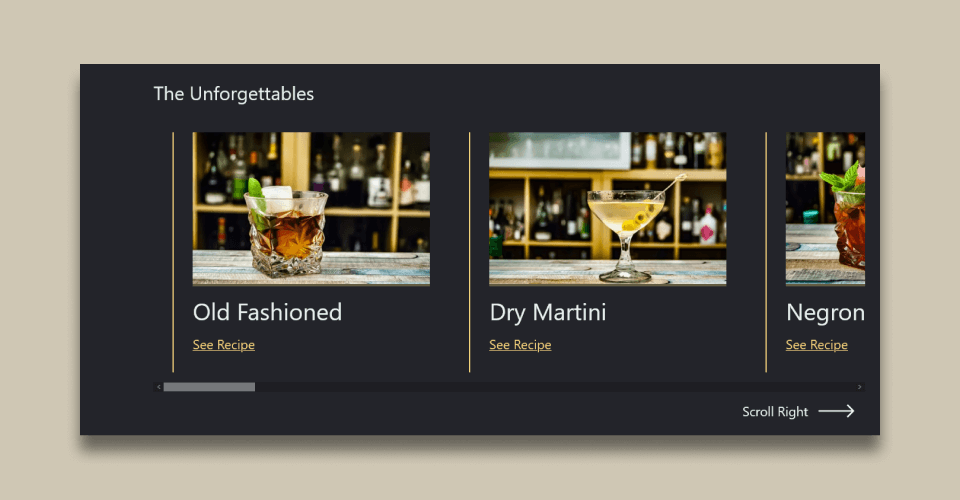 The Unforgettables
Old Fashioned
Dry Martini
Negron
See Recipe
See Recipe
See Recipe
Scroll Right